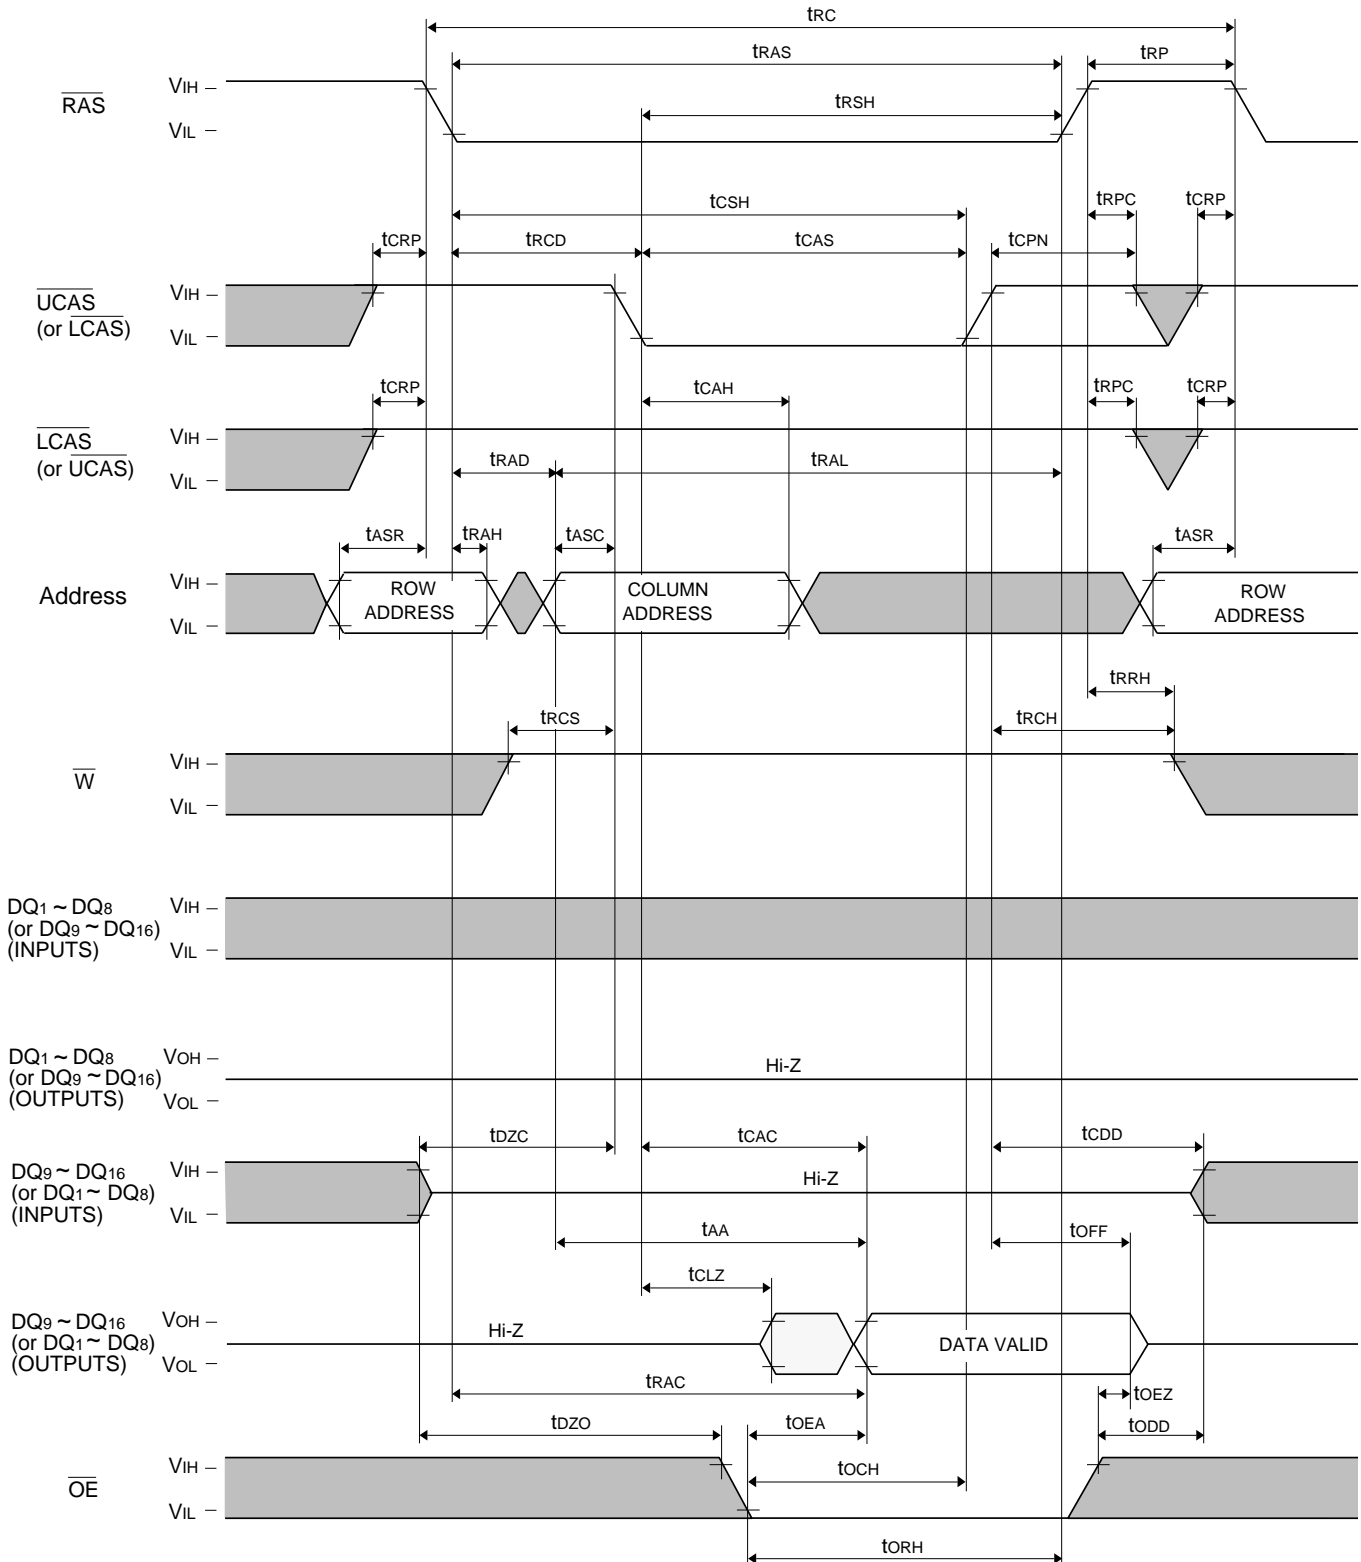 tRC
tRAS
tRP
RAS
VIH
VIL
tRSH
tCSH
tRPC
tCRP
tCRP
tRCD
tCAS
tCPN
UCAS
(or LCAS)
VIH
VIL
tCRP
tCAH
tRPC
tCRP
LCAS
(or UCAS)
VIH
VIL
tRAD
tRAL
tASR
tRAH
tASC
tASR
Address
VIH
VIL
ROW
ADDRESS
COLUMN
ADDRESS
ROW
ADDRESS
tRRH
tRCS
tRCH
W
VIH
VIL
DQ1 ~ DQ8
(or DQ9 ~ DQ16)
(INPUTS)
VIH
VIL
DQ1 ~ DQ8
(or DQ9 ~ DQ16)
(OUTPUTS)
VOH
VOL
Hi-Z
tDZC
tCAC
tCDD
DQ9 ~ DQ16
(or DQ1 ~ DQ8)
(INPUTS)
VIH
VIL
Hi-Z
tAA
tOFF
tCLZ
DQ9 ~ DQ16
(or DQ1 ~ DQ8)
(OUTPUTS)
VOH
VOL
Hi-Z
DATA VALID
tRAC
tOEZ
tDZO
tOEA
tODD
OE
VIH
VIL
tOCH
tORH